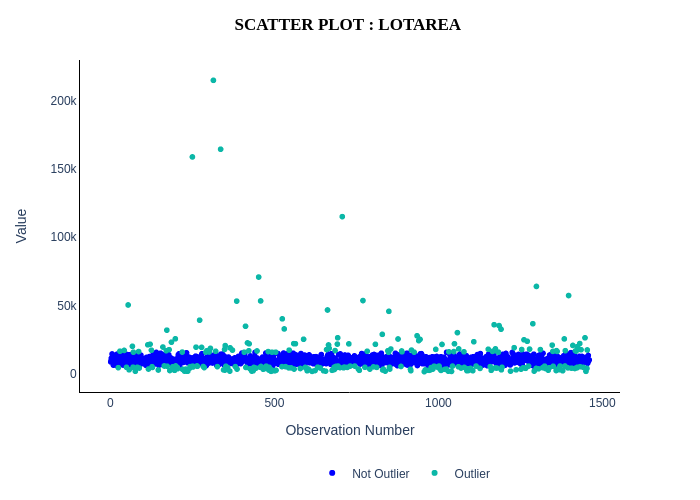 SCATTER PLOT : LOTAREA
200k
150k
100k
50k
0
Value
0 500 1000 1500
Observation Number
Not Outlier Outlier